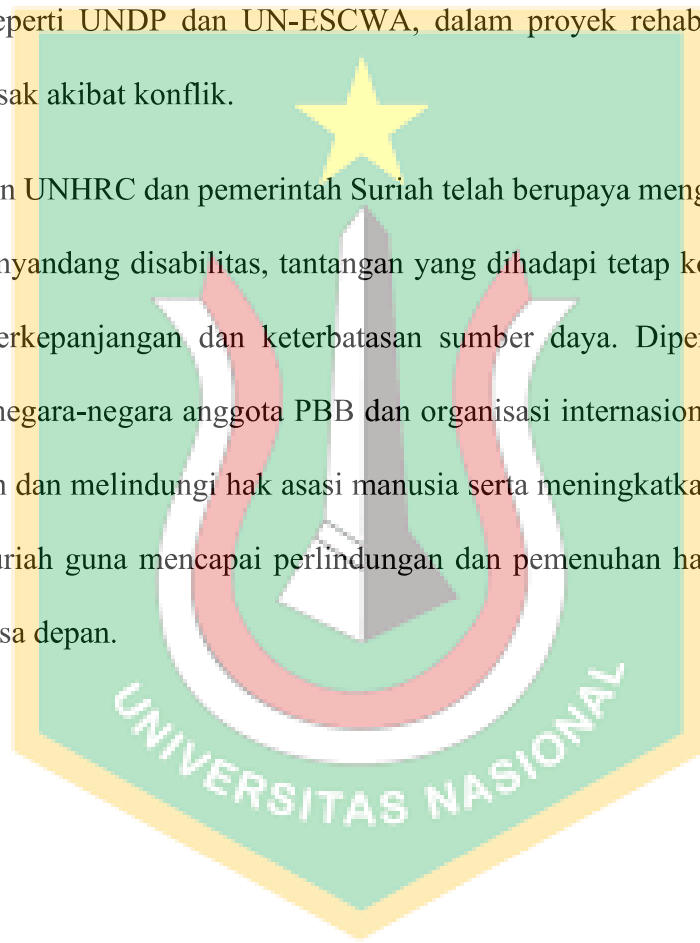 eperti UNDP dan UN-ESCWA, dalam proyek rehab
sak akibat konflik.
n UNHRC dan pemerintah Suriah telah berupaya meng
nyandang disabilitas, tantangan yang dihadapi tetap ko
erkepanjangan dan keterbatasan sumber daya. Diper
negara-negara anggota PBB dan organisasi internasion
n dan melindungi hak asasi manusia serta meningkatka
uriah guna mencapai perlindungan dan pemenuhan ha
sa depan.
UNIVERSITAS NASIONAL